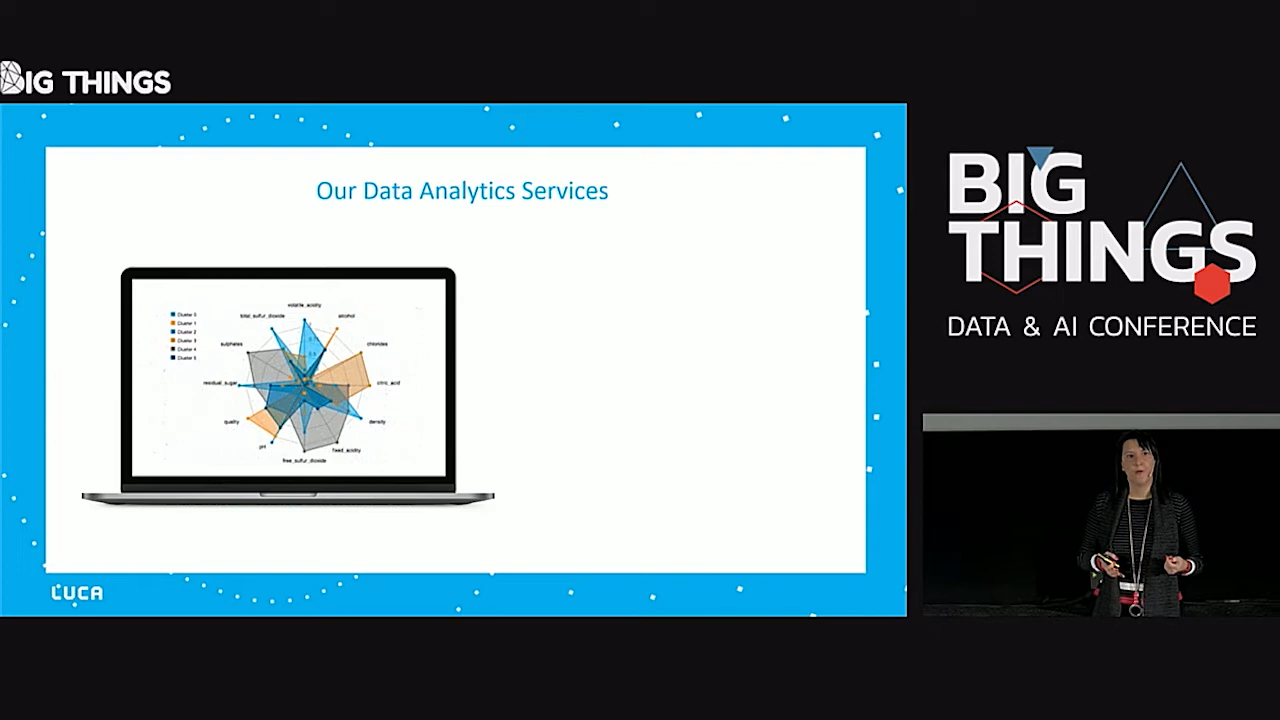 BIG THINGS
Our Data Analytics Services
Cluster 0
Cluster 1
Cluster 2
Cluster 3
Cluster 4
Cluster 5
volatile_acidity
alcohol
chlorides
citric_acid
density
fixed_acidity
free_sulfur_dioxide
pH
quality
residual_sugar
sulphates
total_sulfur_dioxide
LUCA
BIG
THINGS
DATA & AI CONFERENCE